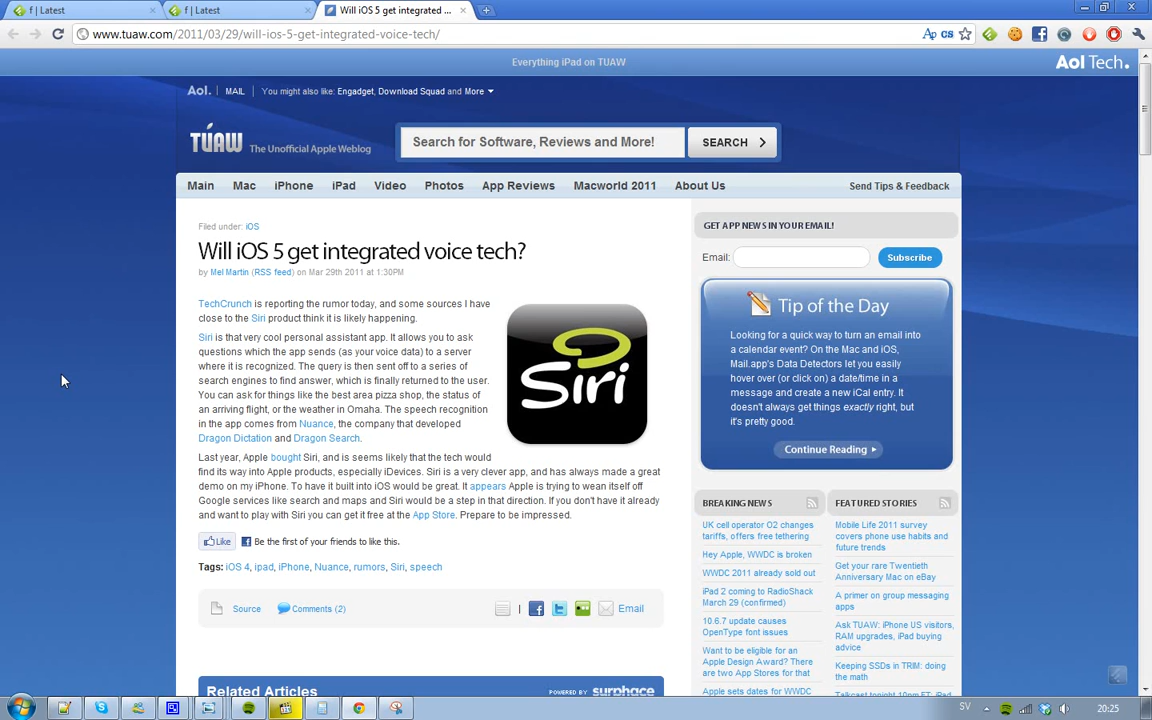 f | Latest
f | Latest
Will iOS 5 get integrated ...
www.tuaw.com/2011/03/29/will-ios-5-get-integrated-voice-tech/
Everything iPad on TUAW
Aol Tech.
Aol. MAIL You might also like: Engadget, Download Squad and More
TUAW The Unofficial Apple Weblog
Search for Software, Reviews and More!
SEARCH
Main Mac iPhone iPad Video Photos App Reviews Macworld 2011 About Us
Send Tips & Feedback
Filed under: iOS
Will iOS 5 get integrated voice tech?
by Mel Martin (RSS feed) on Mar 29th 2011 at 1:30PM
TechCrunch is reporting the rumor today, and some sources I have
close to the Siri product think it is likely happening.
Siri is that very cool personal assistant app. It allows you to ask
questions which the app sends (as your voice data) to a server
where it is recognized. The query is then sent off to a series of
search engines to find answer, which is finally returned to the user.
You can ask for things like the best area pizza shop, the status of
an arriving flight, or the weather in Omaha. The speech recognition
in the app comes from Nuance, the company that developed
Dragon Dictation and Dragon Search.
Siri
Last year, Apple bought Siri, and is seems likely that the tech would
find its way into Apple products, especially iDevices. Siri is a very clever app, and has always made a great
demo on my iPhone. To have it built into iOS would be great. It appears Apple is trying to wean itself off
Google services like search and maps and Siri would be a step in that direction. If you don't have it already
and want to play with Siri you can get it free at the App Store. Prepare to be impressed.
Like Be the first of your friends to like this.
Tags: iOS 4, ipad, iPhone, Nuance, rumors, Siri, speech
Source Comments (2) | Email
Related Articles
POWERED BY surphace
GET APP NEWS IN YOUR EMAIL!
Email: Subscribe
Tip of the Day
Looking for a quick way to turn an email into
a calendar event? On the Mac and iOS,
Mail.app's Data Detectors let you easily
hover over (or click on) a date/time in a
message and create a new iCal entry. It
doesn't always get things exactly right, but
it's pretty good.
Continue Reading
BREAKING NEWS
UK cell operator O2 changes
tariffs, offers free tethering
Hey Apple, WWDC is broken
WWDC 2011 already sold out
iPad 2 coming to RadioShack
March 29 (confirmed)
10.6.7 update causes
OpenType font issues
Want to be eligible for an
Apple Design Award? There
are two App Stores for that
Apple sets dates for WWDC
FEATURED STORIES
Mobile Life 2011 survey
covers phone use habits and
future trends
Get your rare Twentieth
Anniversary Mac on eBay
A primer on group messaging
apps
Ask TUAW: iPhone US visitors,
RAM upgrades, iPad buying
advice
Keeping SSDs in TRIM: do the
math
Talkcast tonight 10pm ET: iPad
SV
20:25